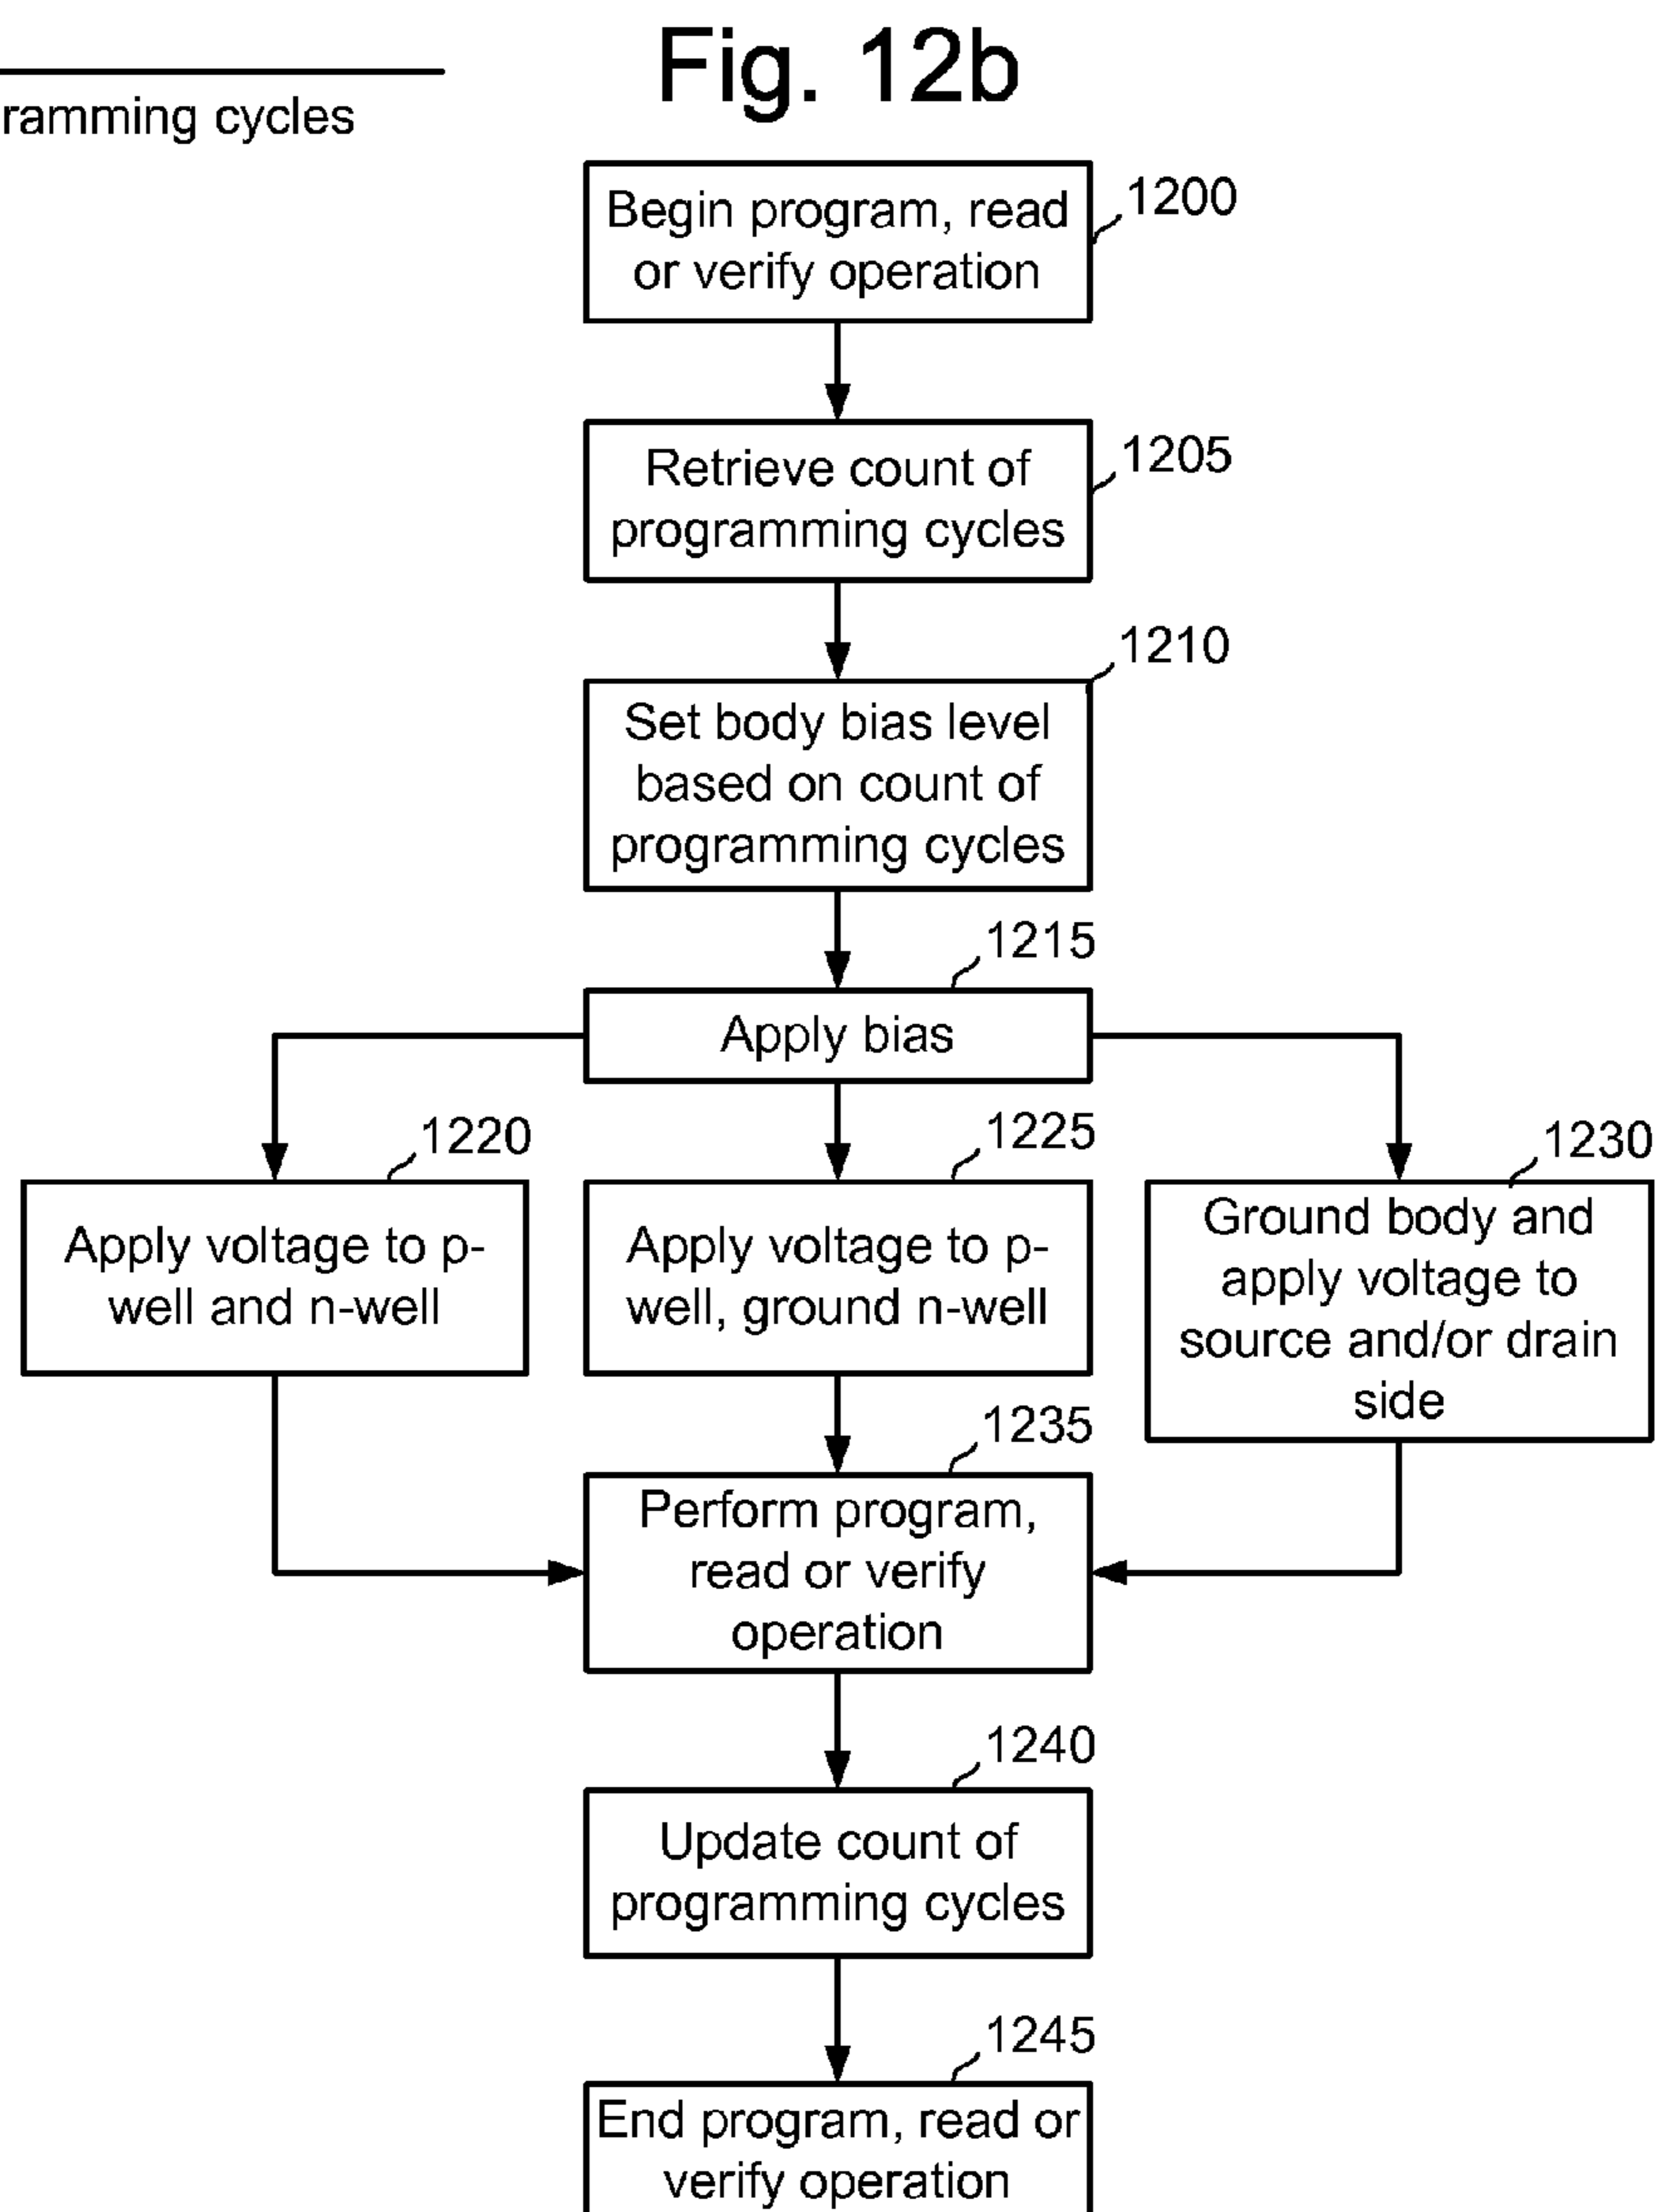 Fig. 12b
ramming cycles
Begin program, read
or verify operation
1200
Retrieve count of
programming cycles
1205
1210
Set body bias level
based on count of
programming cycles
1215
Apply bias
1220
1225
1230
Apply voltage to p-
well and n-well
Apply voltage to p-
well, ground n-well
Ground body and
apply voltage to
source and/or drain
side
1235
Perform program,
read or verify
operation
1240
Update count of
programming cycles
1245
End program, read or
verify operation